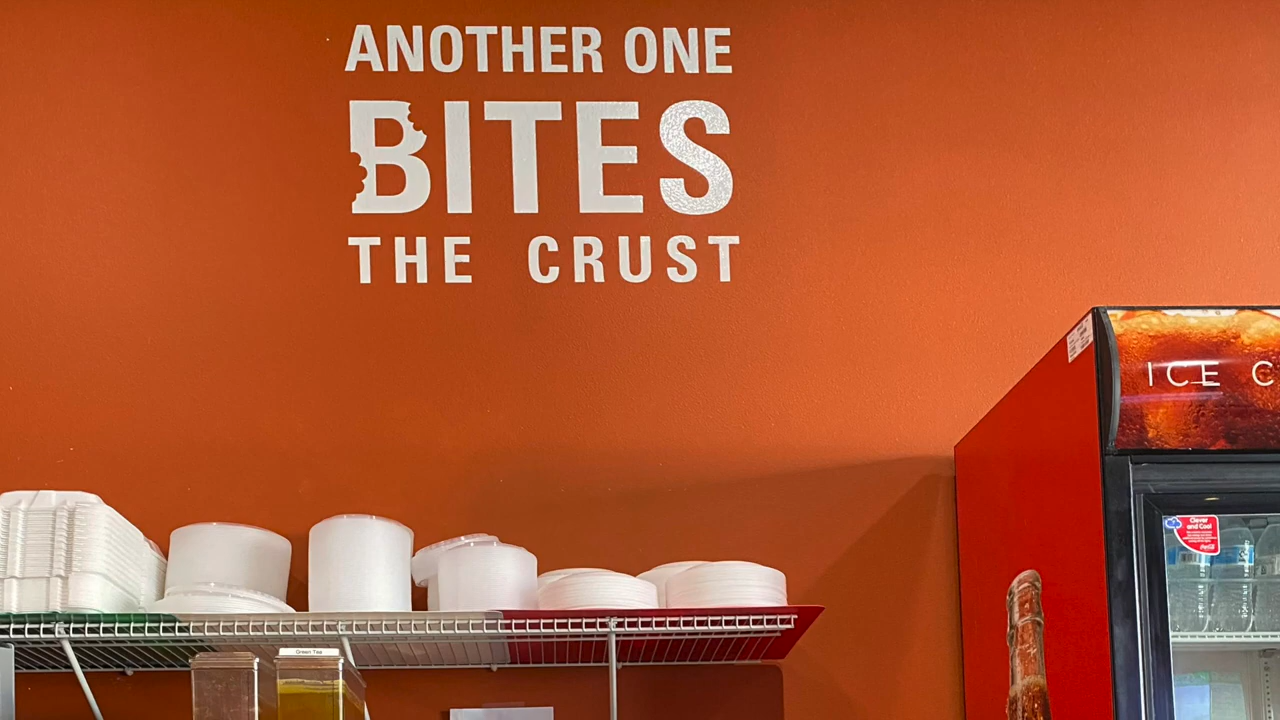 ANOTHER ONE
BITES
THE CRUST
ICE C
Clever
and Cool
Green Tea